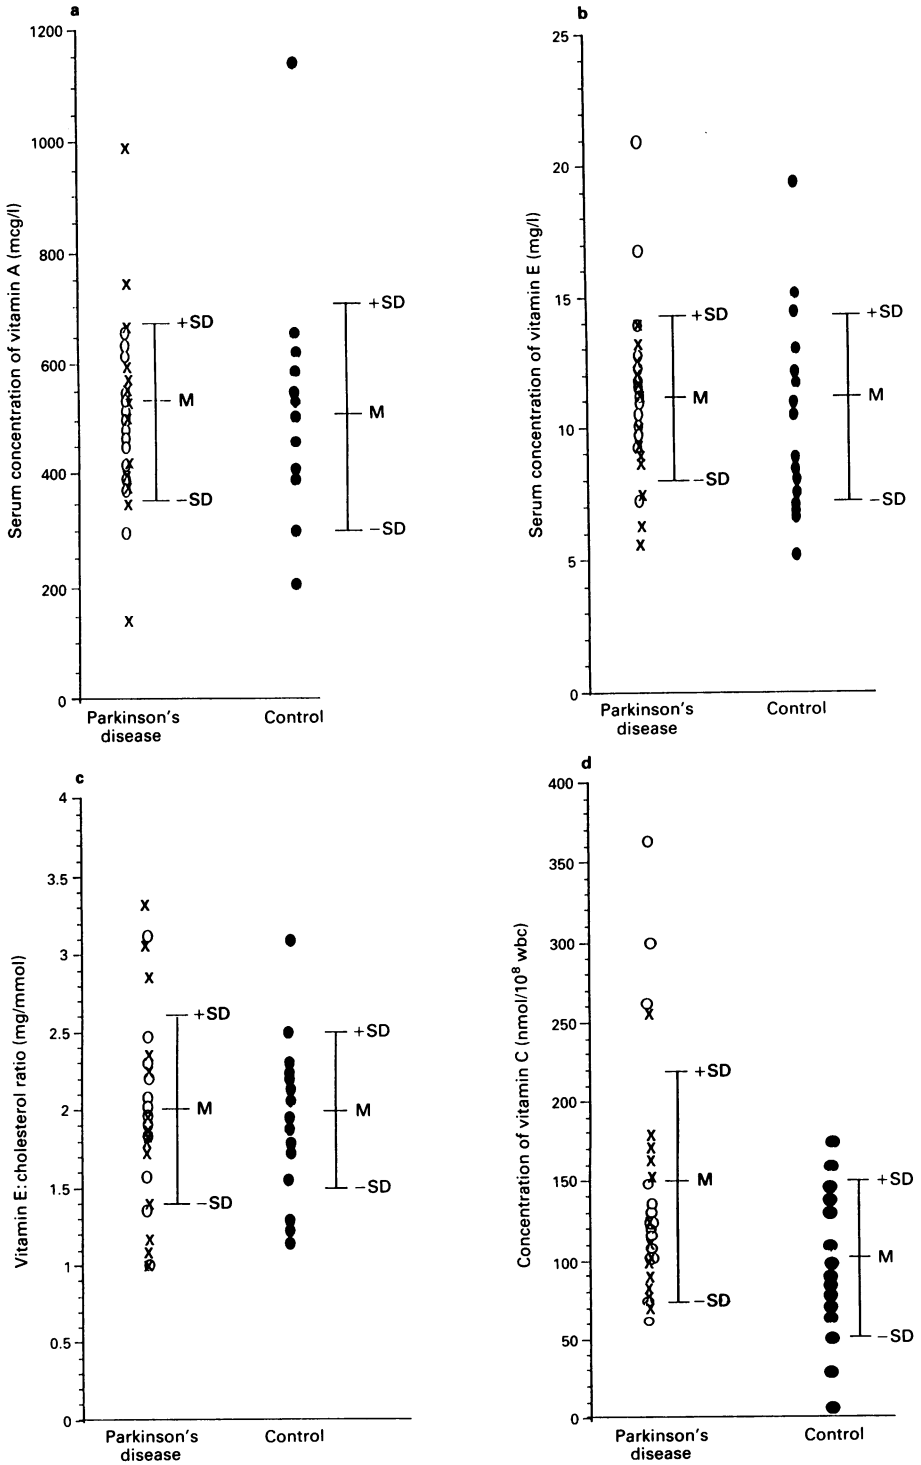 a
Serum concentration of vitamin A (mcg/l)
1200
1000
800
600
400
200
0
+SD
M
−SD
+SD
M
−SD
Parkinson's
disease
Control
b
Serum concentration of vitamin E (mg/l)
25
20
15
10
5
0
+SD
M
−SD
+SD
M
−SD
Parkinson's
disease
Control
c
Vitamin E: cholesterol ratio (mg/mmol)
4
3.5
3
2.5
2
1.5
1
0.5
0
+SD
M
−SD
+SD
M
−SD
Parkinson's
disease
Control
d
Concentration of vitamin C (nmol/10⁸ wbc)
400
350
300
250
200
150
100
50
0
+SD
M
−SD
+SD
M
−SD
Parkinson's
disease
Control